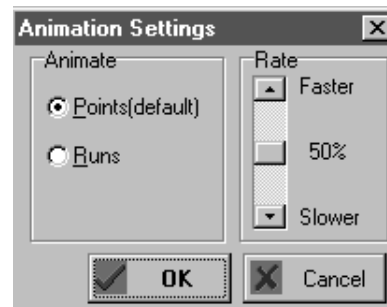 Animation Settings
Animate
Rate
Points(default)
Runs
Faster
50%
Slower
OK
Cancel